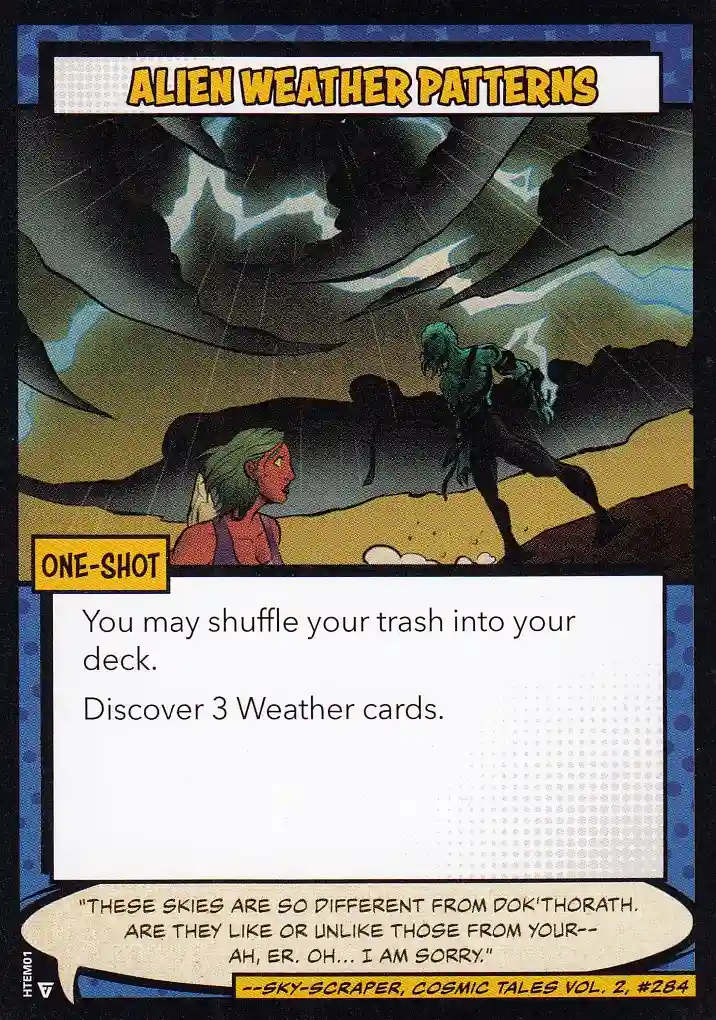 ALIEN WEATHER PATTERNS
ONE-SHOT
You may shuffle your trash into your
deck.
Discover 3 Weather cards.
"THESE SKIES ARE SO DIFFERENT FROM DOK'THORATH.
ARE THEY LIKE OR UNLIKE THOSE FROM YOUR--
AH, ER. OH... I AM SORRY."
--SKY-SCRAPER, COSMIC TALES VOL. 2, #284
HTEM01